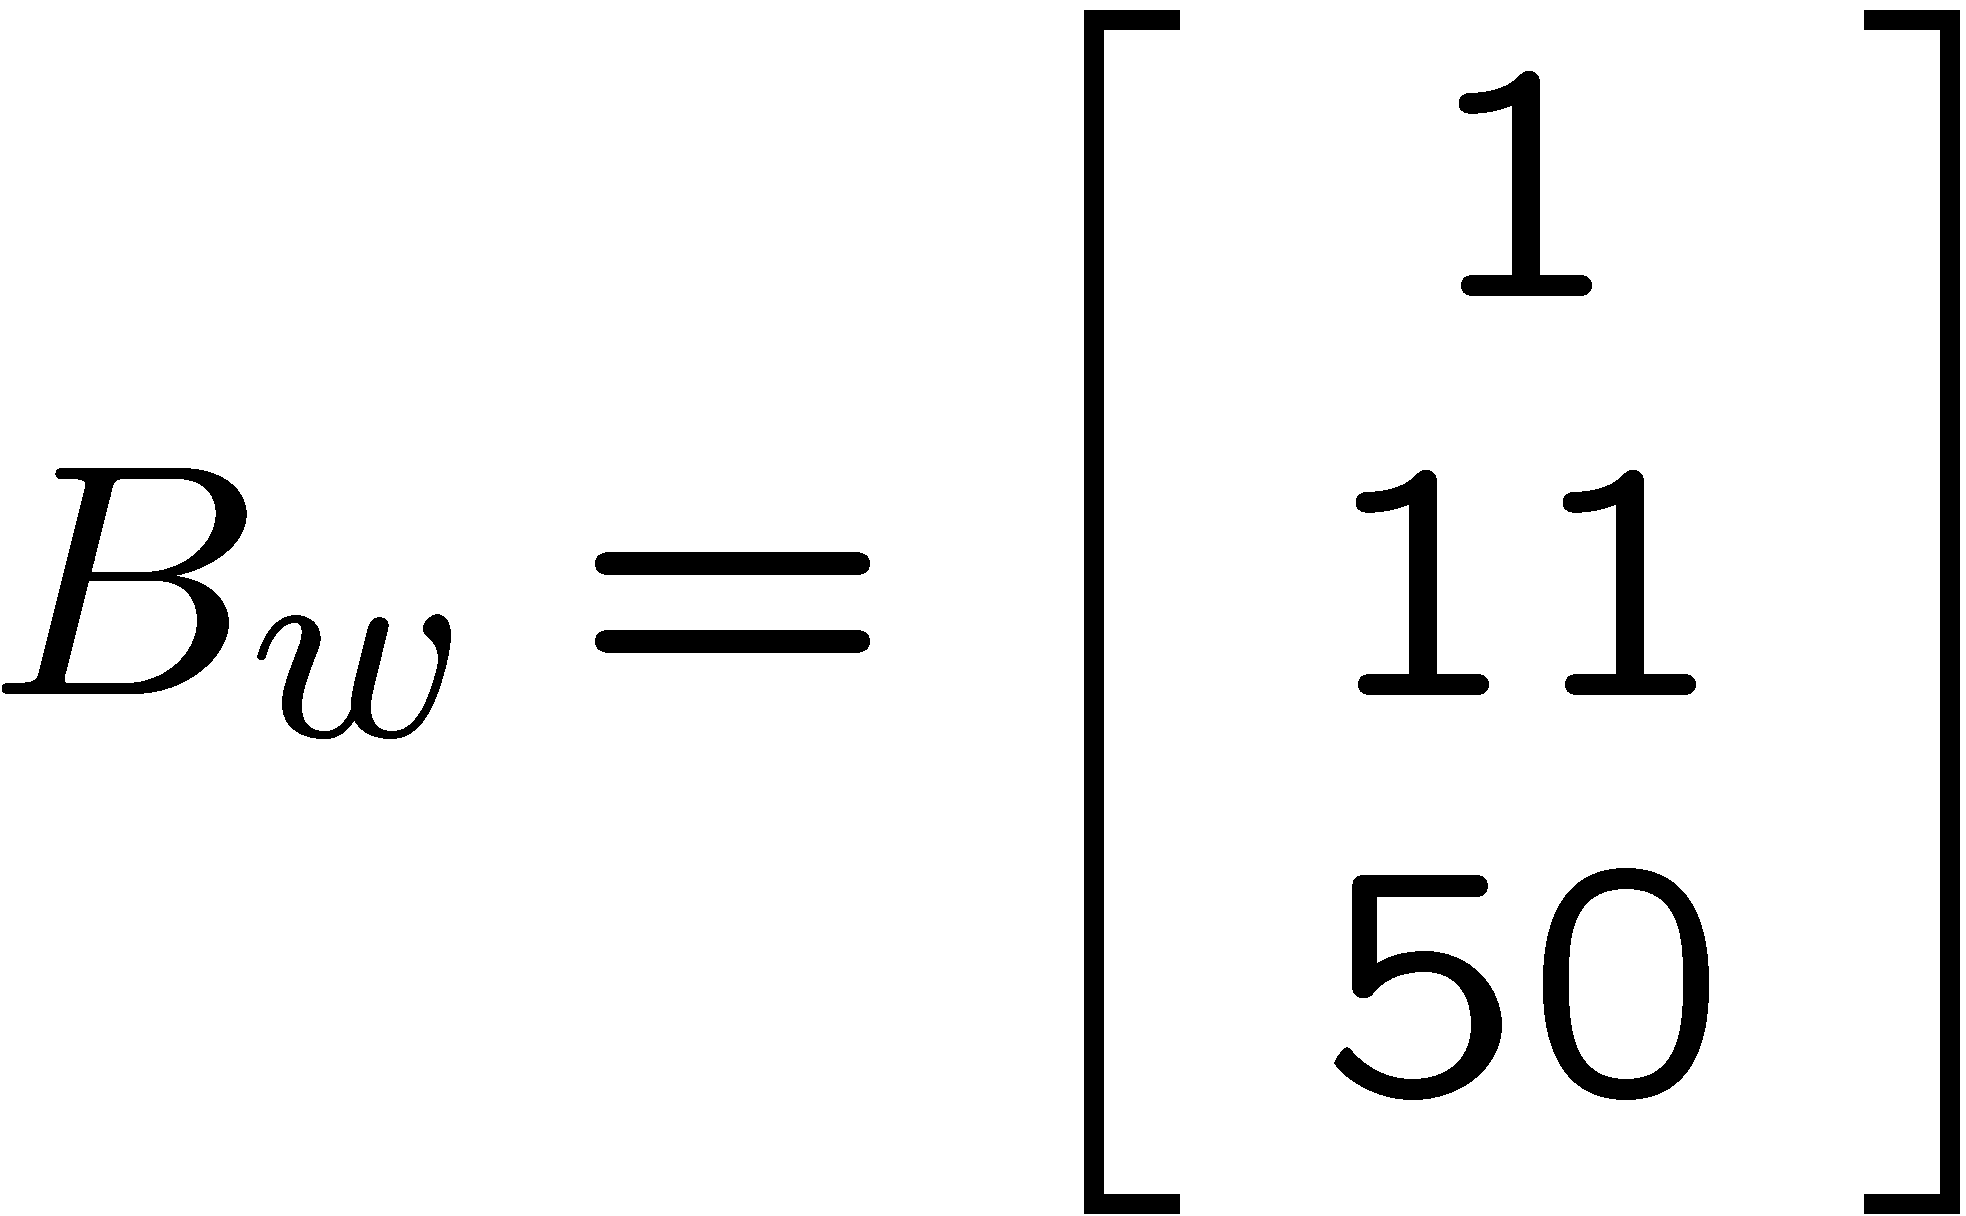 B_w = [ 1
11
50 ]